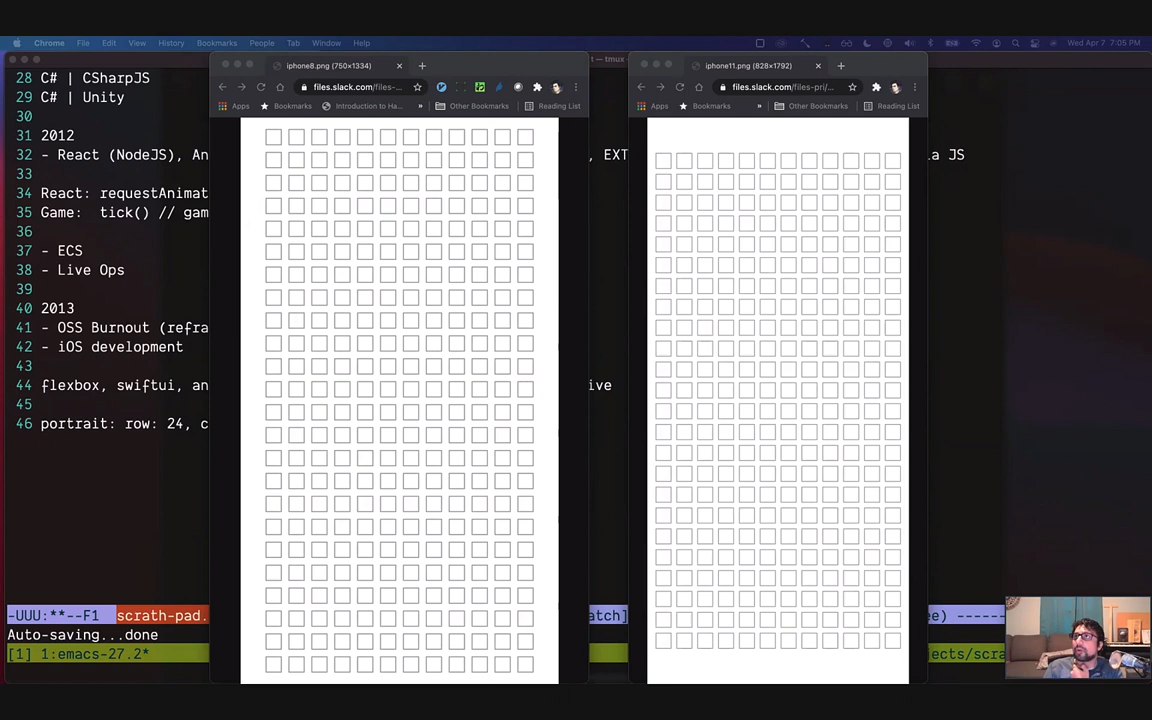 Chrome File Edit View History Bookmarks People Tab Window Help Wed Apr 7 7:05 PM
tmux
28 C# | CSharpJS
29 C# | Unity
30
31 2012
32 - React (NodeJS), An , EXT a JS
33
34 React: requestAnimat
35 Game: tick() // gam
36
37 - ECS
38 - Live Ops
39
40 2013
41 - OSS Burnout (refra
42 - iOS development
43
44 flexbox, swiftui, an ive
45
46 portrait: row: 24, c
-UUU:**--F1 scrath-pad. atch] e) ------
Auto-saving...done
[1] 1:emacs-27.2* jects/scra
iphone8.png (750×1334)
files.slack.com/files-...
Apps Bookmarks Introduction to Ha... » Other Bookmarks Reading List
iphone11.png (828×1792)
files.slack.com/files-pri/...
Apps Bookmarks » Other Bookmarks Reading List